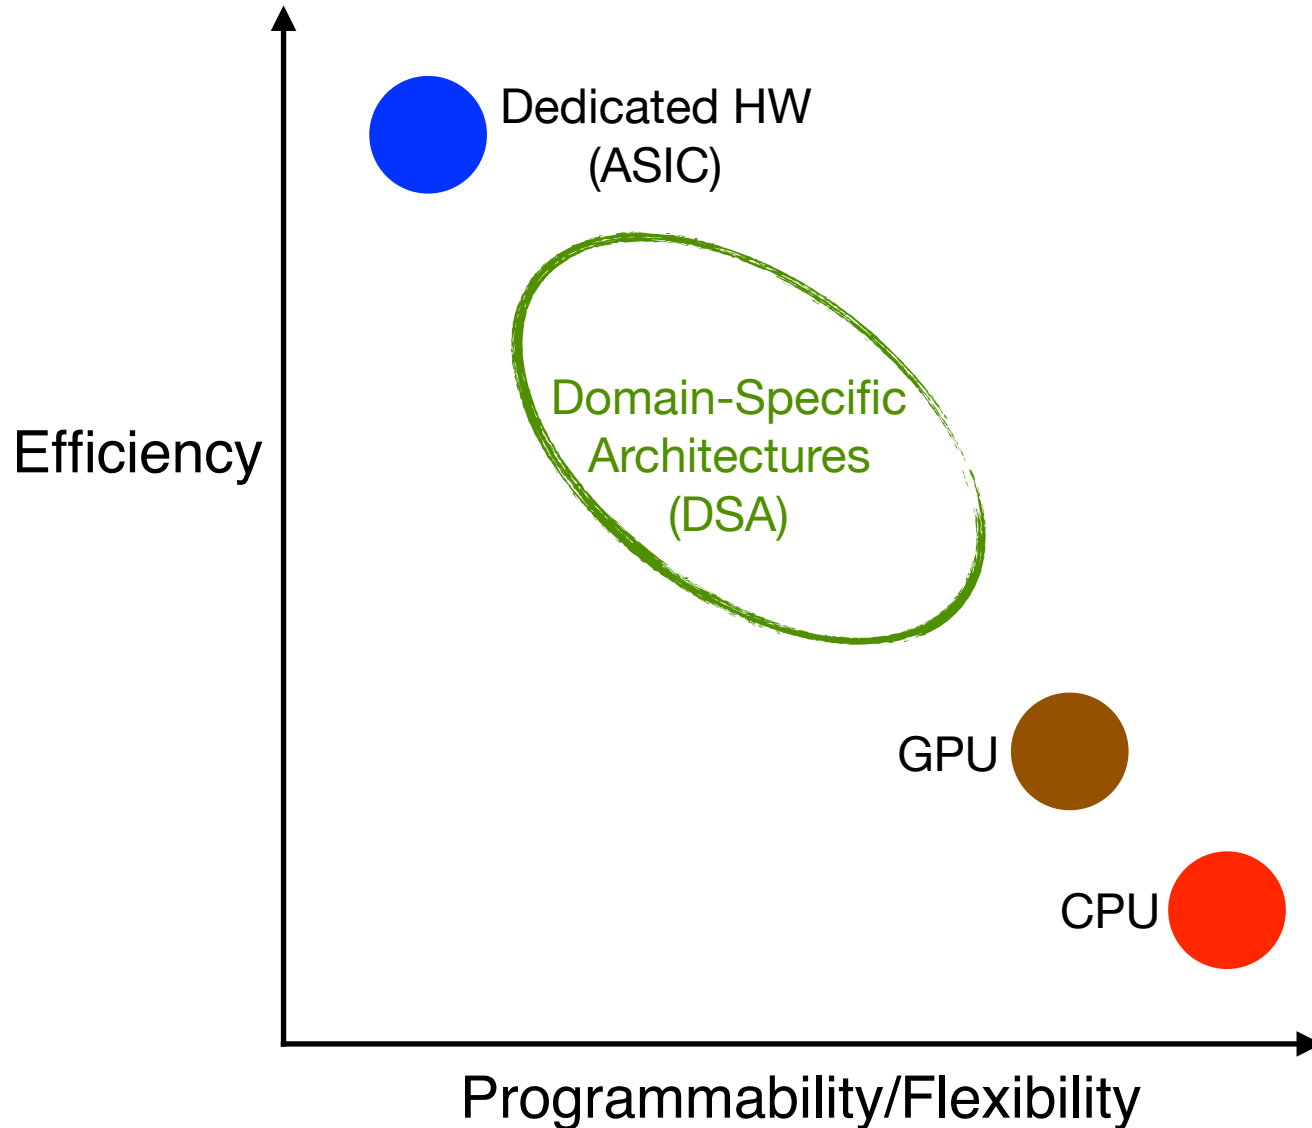 Dedicated HW
(ASIC)
Domain-Specific
Architectures
(DSA)
Efficiency
GPU
CPU
Programmability/Flexibility